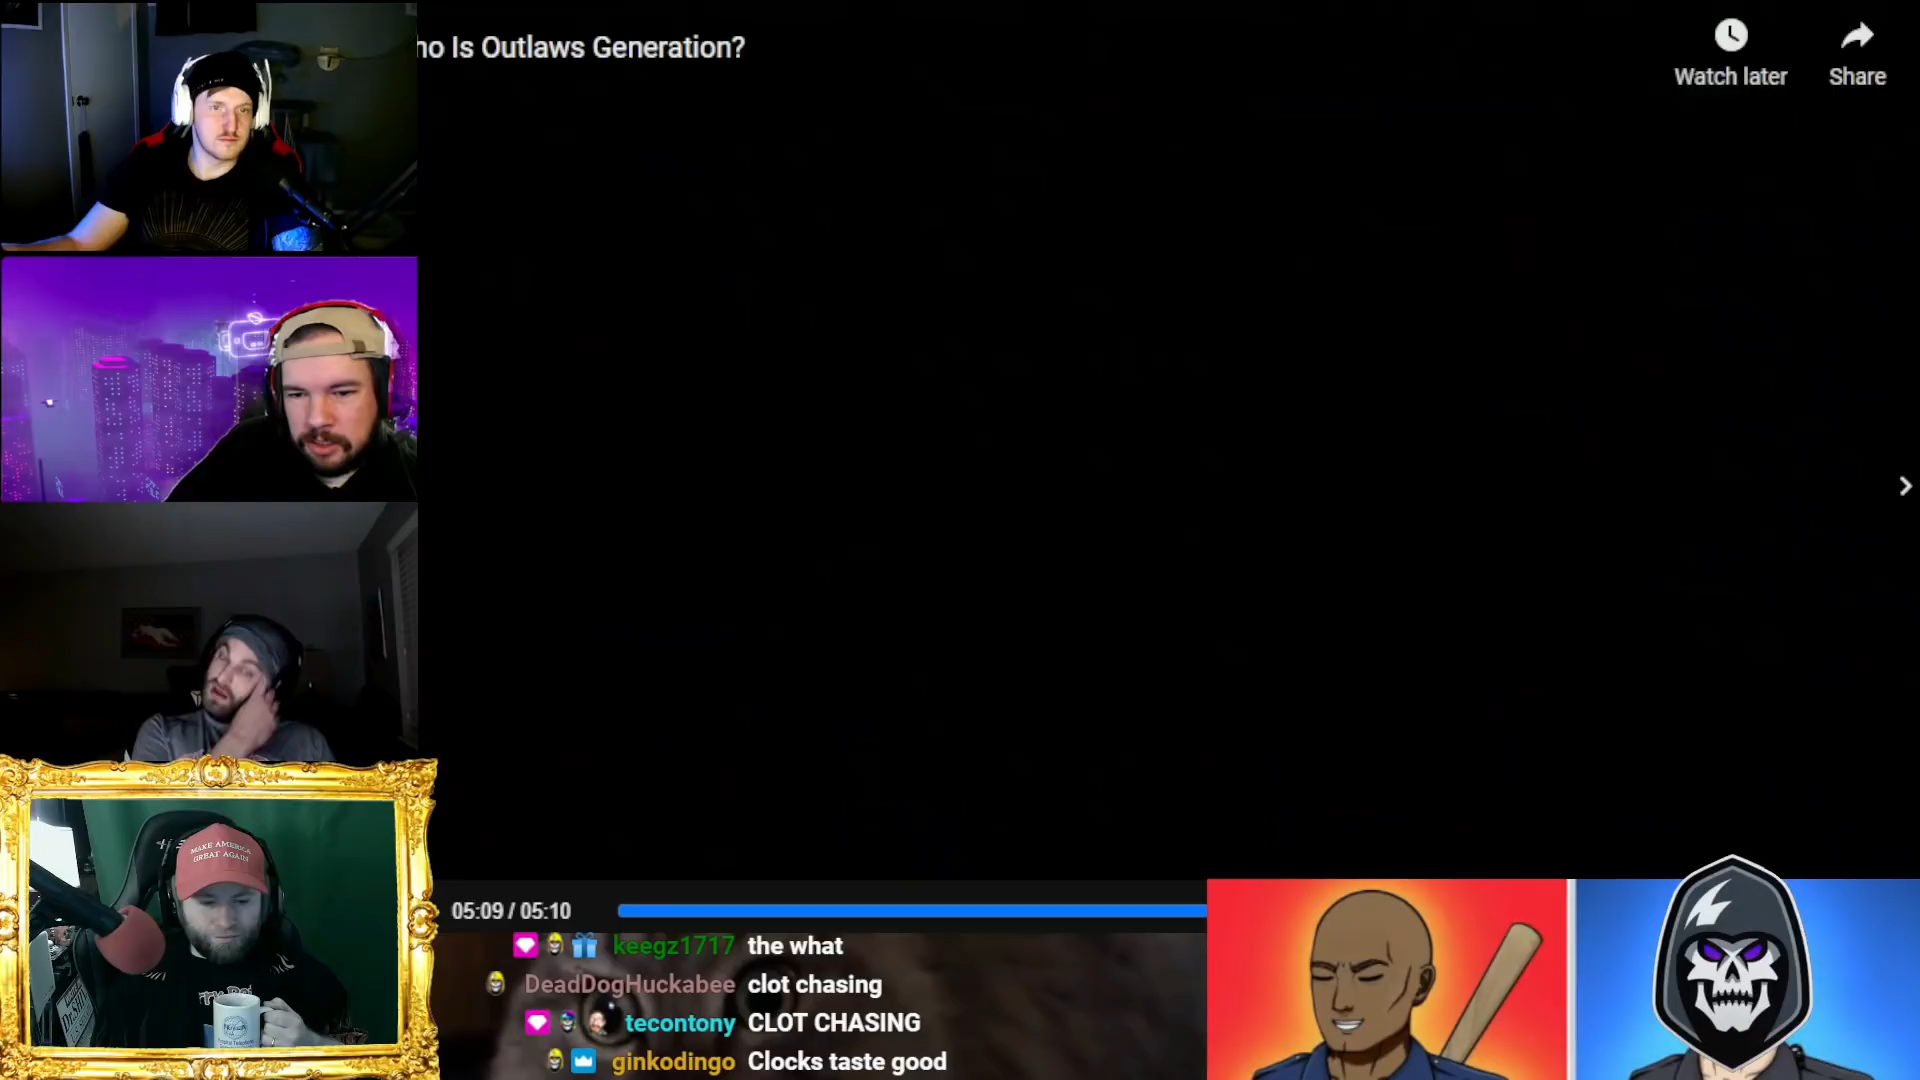 ho Is Outlaws Generation?
Watch later
Share
MAKE AMERICA
GREAT AGAIN
05:09 / 05:10
keegz1717 the what
DeadDogHuckabee clot chasing
tecontony CLOT CHASING
ginkodingo Clocks taste good